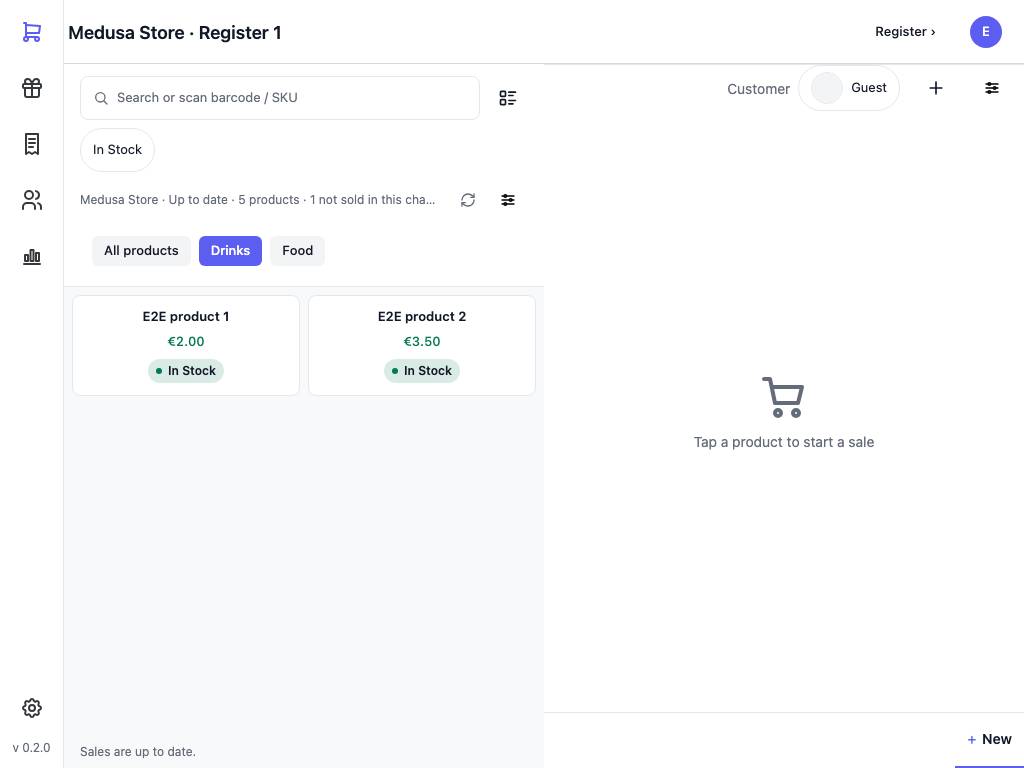 Medusa Store · Register 1
Register ›
E
Search or scan barcode / SKU
Customer
Guest
In Stock
Medusa Store · Up to date · 5 products · 1 not sold in this cha...
All products
Drinks
Food
E2E product 1
€2.00
In Stock
E2E product 2
€3.50
In Stock
Tap a product to start a sale
Sales are up to date.
+ New
v 0.2.0